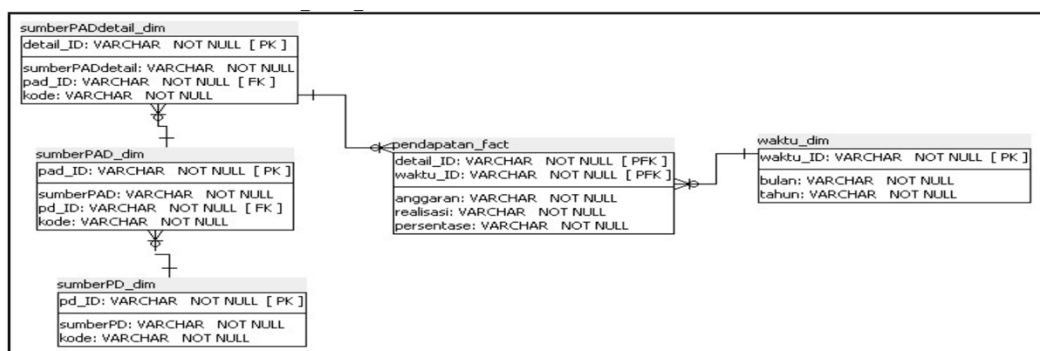 sumberPADdetail_dim
detail_ID: VARCHAR NOT NULL [ PK ]
sumberPADdetail: VARCHAR NOT NULL
pad_ID: VARCHAR NOT NULL [ FK ]
kode: VARCHAR NOT NULL
sumberPAD_dim
pad_ID: VARCHAR NOT NULL [ PK ]
sumberPAD: VARCHAR NOT NULL
pd_ID: VARCHAR NOT NULL [ FK ]
kode: VARCHAR NOT NULL
sumberPD_dim
pd_ID: VARCHAR NOT NULL [ PK ]
sumberPD: VARCHAR NOT NULL
kode: VARCHAR NOT NULL
pendapatan_fact
detail_ID: VARCHAR NOT NULL [ PFK ]
waktu_ID: VARCHAR NOT NULL [ PFK ]
anggaran: VARCHAR NOT NULL
realisasi: VARCHAR NOT NULL
persentase: VARCHAR NOT NULL
waktu_dim
waktu_ID: VARCHAR NOT NULL [ PK ]
bulan: VARCHAR NOT NULL
tahun: VARCHAR NOT NULL